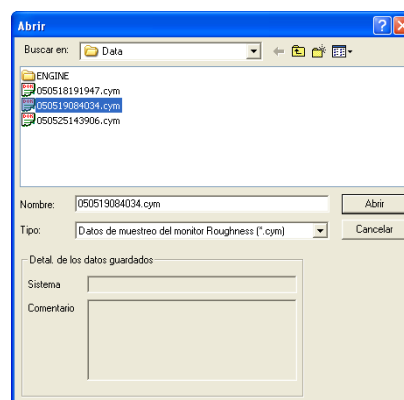 Abrir
Buscar en: Data
ENGINE
050518191947.cym
050519084034.cym
050525143906.cym
Nombre: 050519084034.cym Abrir
Tipo: Datos de muestreo del monitor Roughness (*.cym) Cancelar
Detal. de los datos guardados
Sistema
Comentario